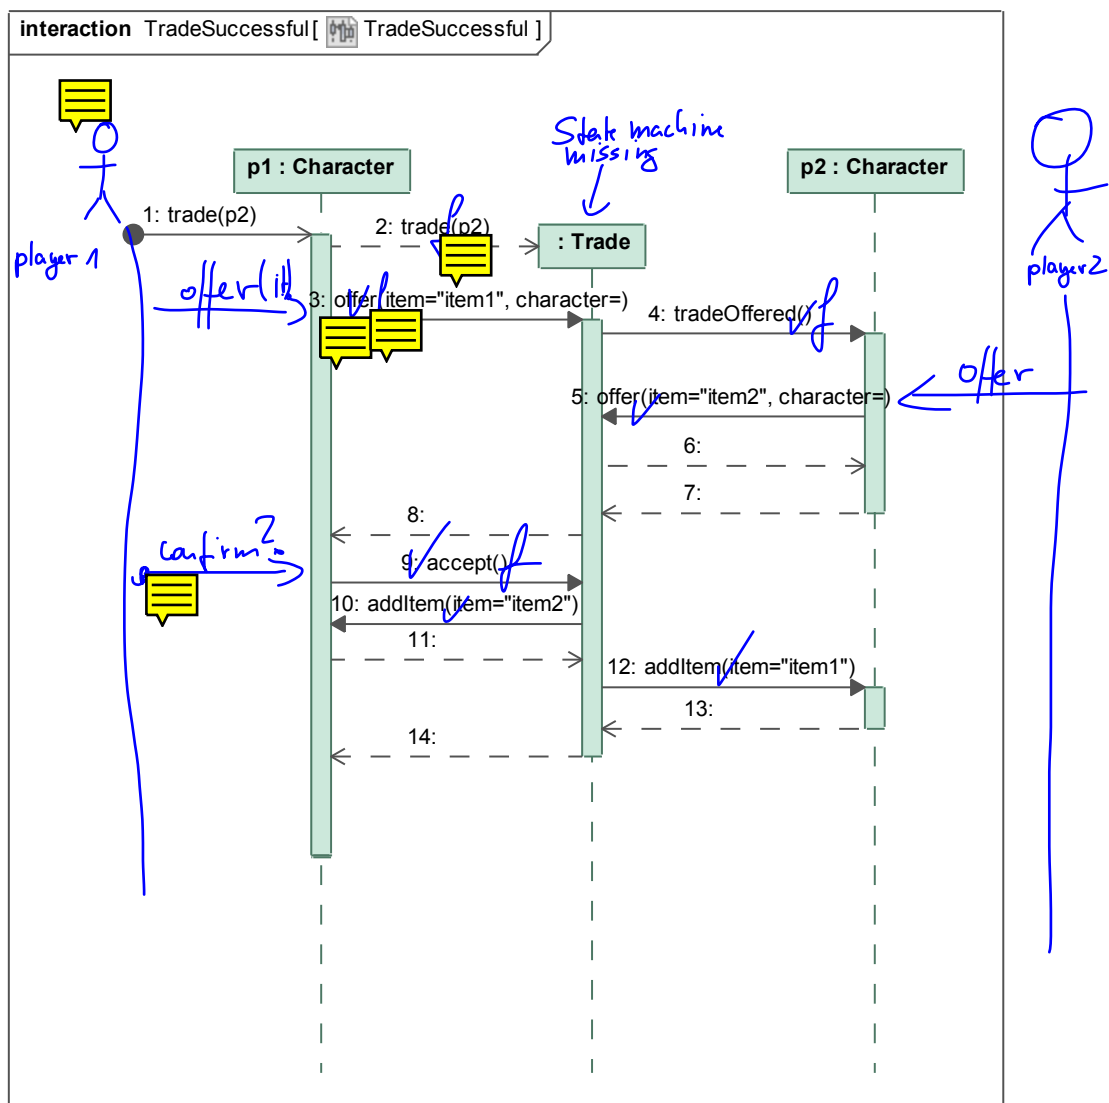 interaction TradeSuccessful[ TradeSuccessful ]
State machine
missing
p1 : Character
p2 : Character
1: trade(p2)
2: trade(p2)
: Trade
player 1
player2
offer(it)
3: offer(item="item1", character=)
4: tradeOffered()
f
offer
5: offer(item="item2", character=)
6:
7:
8:
confirm?
9: accept()
f
10: addItem(item="item2")
11:
12: addItem(item="item1")
13:
14: